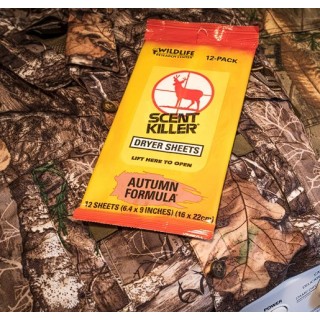 WILDLIFE
RESEARCH CENTER
12-PACK
SCENT
KILLER®
DRYER SHEETS
LIFT HERE TO OPEN
AUTUMN
FORMULA®
12 SHEETS (6.4 x 9 INCHES) (16 x 22cm)
POWER